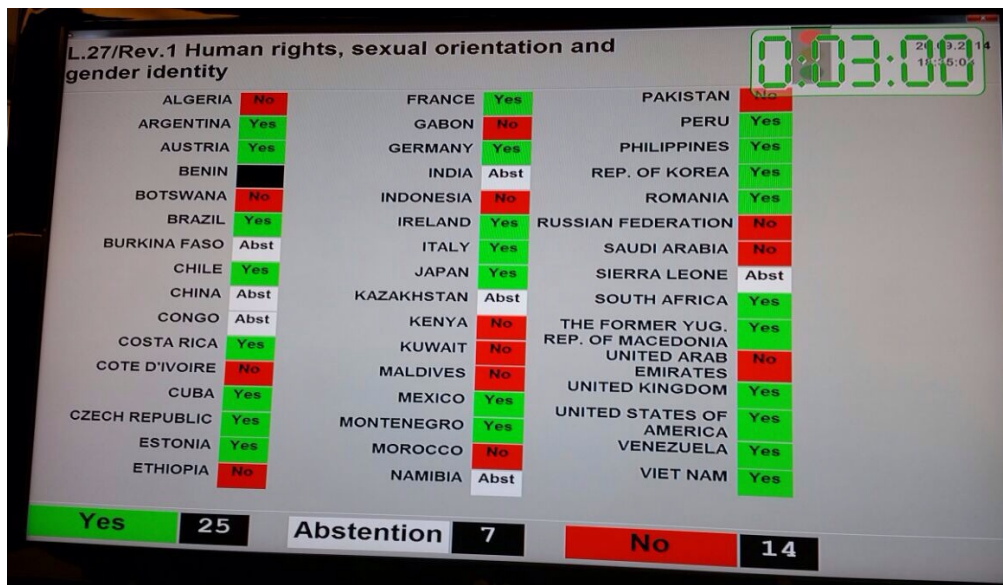 L.27/Rev.1 Human rights, sexual orientation and
gender identity
0:03:00
ALGERIA No
ARGENTINA Yes
AUSTRIA Yes
BENIN
BOTSWANA No
BRAZIL Yes
BURKINA FASO Abst
CHILE Yes
CHINA Abst
CONGO Abst
COSTA RICA Yes
COTE D'IVOIRE No
CUBA Yes
CZECH REPUBLIC Yes
ESTONIA Yes
ETHIOPIA No
FRANCE Yes
GABON No
GERMANY Yes
INDIA Abst
INDONESIA No
IRELAND Yes
ITALY Yes
JAPAN Yes
KAZAKHSTAN Abst
KENYA No
KUWAIT No
MALDIVES No
MEXICO Yes
MONTENEGRO Yes
MOROCCO No
NAMIBIA Abst
PAKISTAN No
PERU Yes
PHILIPPINES Yes
REP. OF KOREA Yes
ROMANIA Yes
RUSSIAN FEDERATION No
SAUDI ARABIA No
SIERRA LEONE Abst
SOUTH AFRICA Yes
THE FORMER YUG. Yes
REP. OF MACEDONIA
UNITED ARAB No
EMIRATES
UNITED KINGDOM Yes
UNITED STATES OF Yes
AMERICA
VENEZUELA Yes
VIET NAM Yes
Yes 25 Abstention 7 No 14